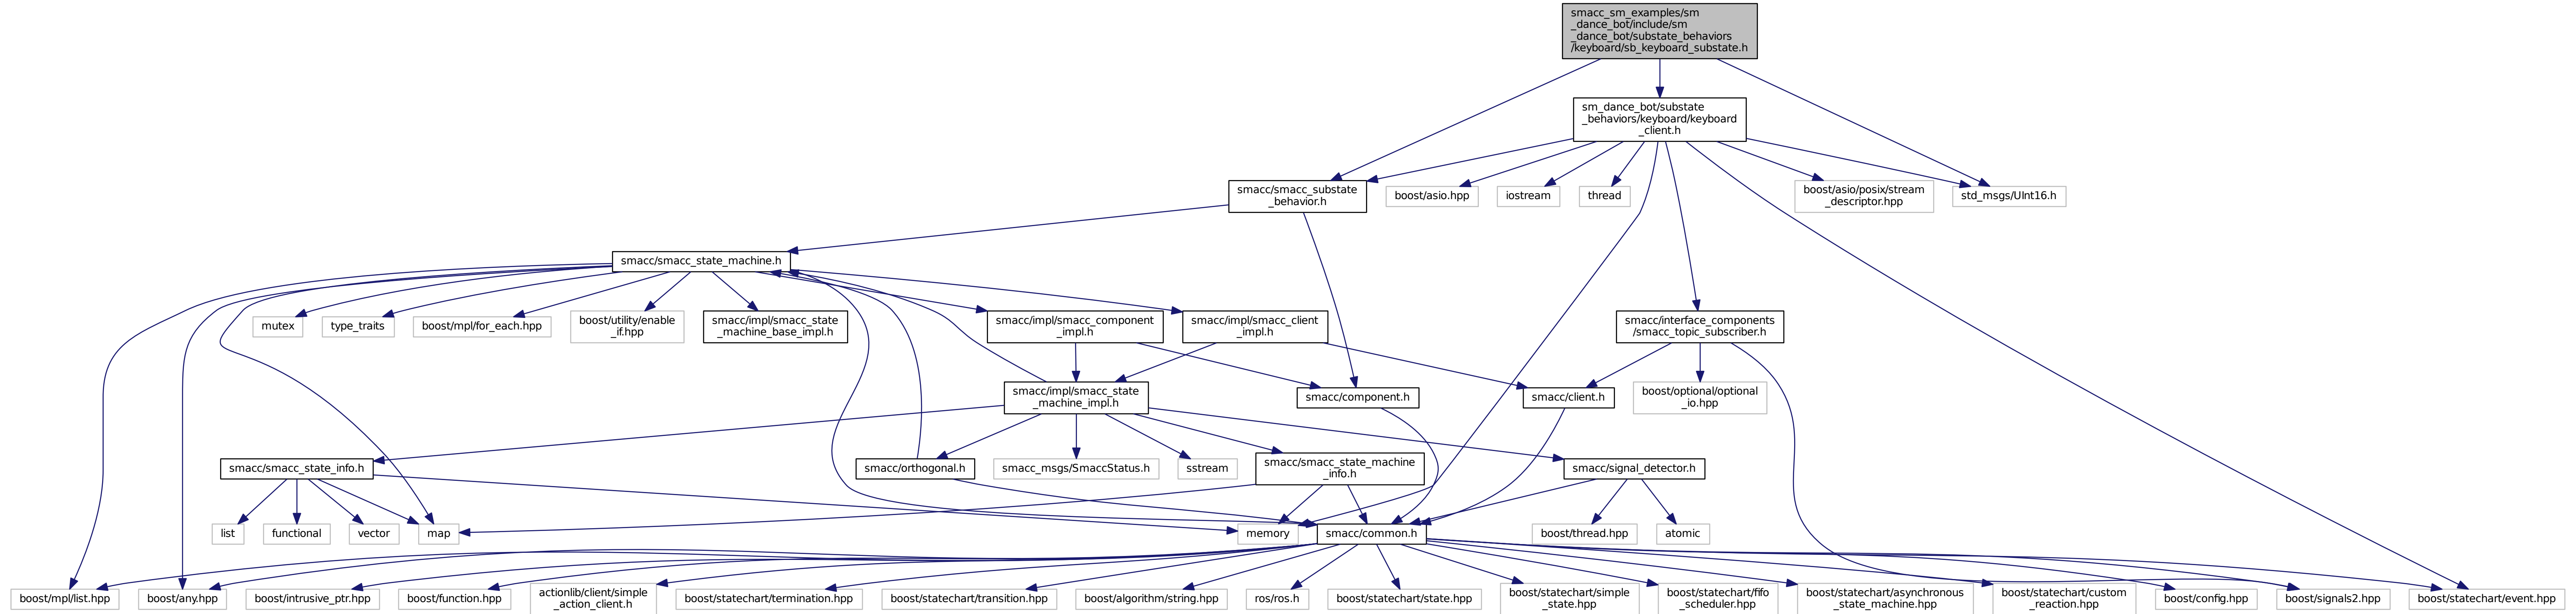 smacc_sm_examples/sm
_dance_bot/include/sm
_dance_bot/substate_behaviors
/keyboard/sb_keyboard_substate.h
sm_dance_bot/substate
_behaviors/keyboard/keyboard
_client.h
smacc/smacc_substate
_behavior.h
boost/asio.hpp
iostream
thread
boost/asio/posix/stream
_descriptor.hpp
std_msgs/UInt16.h
smacc/smacc_state_machine.h
mutex
type_traits
boost/mpl/for_each.hpp
boost/utility/enable
_if.hpp
smacc/impl/smacc_state
_machine_base_impl.h
smacc/impl/smacc_component
_impl.h
smacc/impl/smacc_client
_impl.h
smacc/interface_components
/smacc_topic_subscriber.h
smacc/impl/smacc_state
_machine_impl.h
smacc/component.h
smacc/client.h
boost/optional/optional
_io.hpp
smacc/smacc_state_info.h
smacc/orthogonal.h
smacc_msgs/SmaccStatus.h
sstream
smacc/smacc_state_machine
_info.h
smacc/signal_detector.h
list
functional
vector
map
memory
smacc/common.h
boost/thread.hpp
atomic
boost/mpl/list.hpp
boost/any.hpp
boost/intrusive_ptr.hpp
boost/function.hpp
actionlib/client/simple
_action_client.h
boost/statechart/termination.hpp
boost/statechart/transition.hpp
boost/algorithm/string.hpp
ros/ros.h
boost/statechart/state.hpp
boost/statechart/simple
_state.hpp
boost/statechart/fifo
_scheduler.hpp
boost/statechart/asynchronous
_state_machine.hpp
boost/statechart/custom
_reaction.hpp
boost/config.hpp
boost/signals2.hpp
boost/statechart/event.hpp